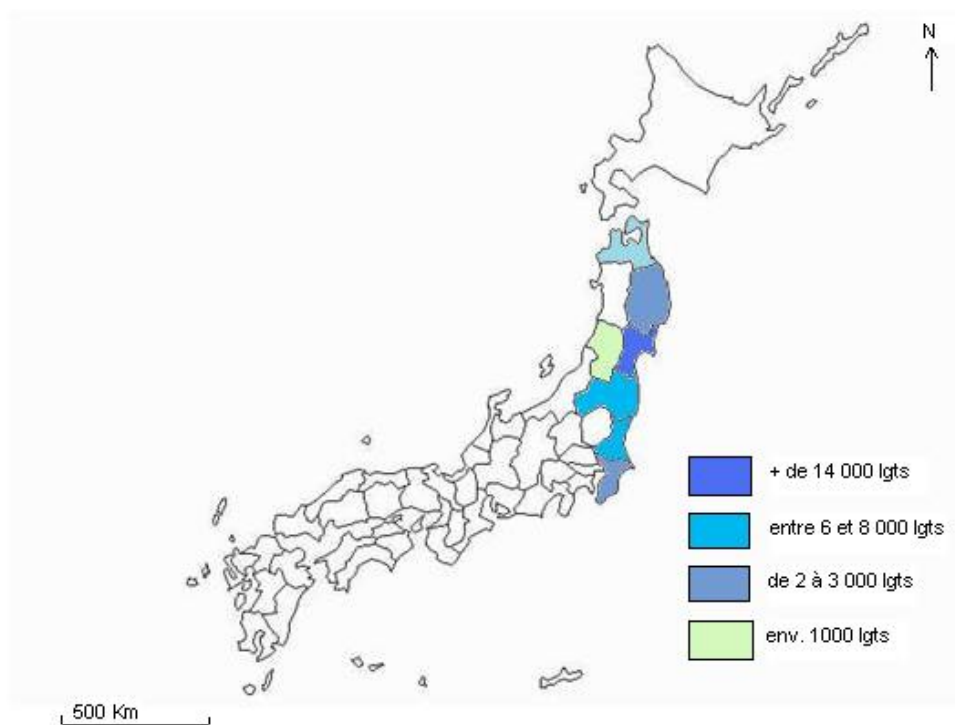 N
+ de 14 000 lgts
entre 6 et 8 000 lgts
de 2 à 3 000 lgts
env. 1000 lgts
500 Km